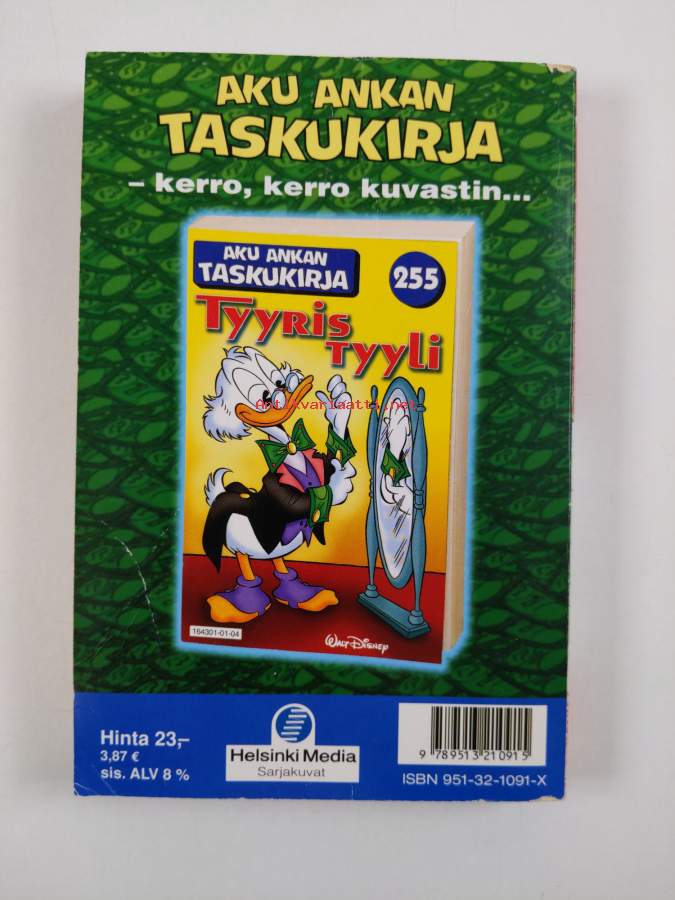 AKU ANKAN
TASKUKIRJA
– kerro, kerro kuvastin...
AKU ANKAN
TASKUKIRJA
255
TYYRIS
TYYLI
Antikvariaatti.net
164301-01-04
WALT DISNEY
Hinta 23,–
3,87 €
sis. ALV 8 %
Helsinki Media
Sarjakuvat
9 789513 210915
ISBN 951-32-1091-X